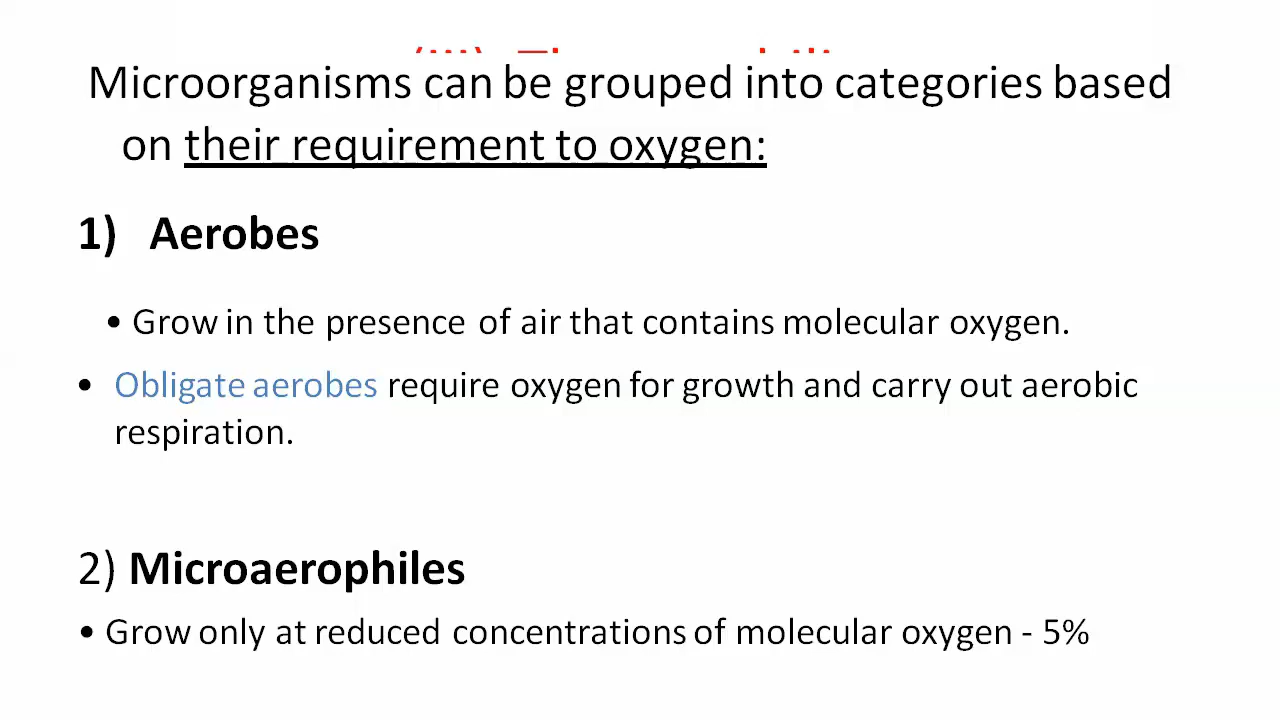 Microorganisms can be grouped into categories based
on their requirement to oxygen:
1) Aerobes
• Grow in the presence of air that contains molecular oxygen.
• Obligate aerobes require oxygen for growth and carry out aerobic
respiration.
2) Microaerophiles
• Grow only at reduced concentrations of molecular oxygen - 5%